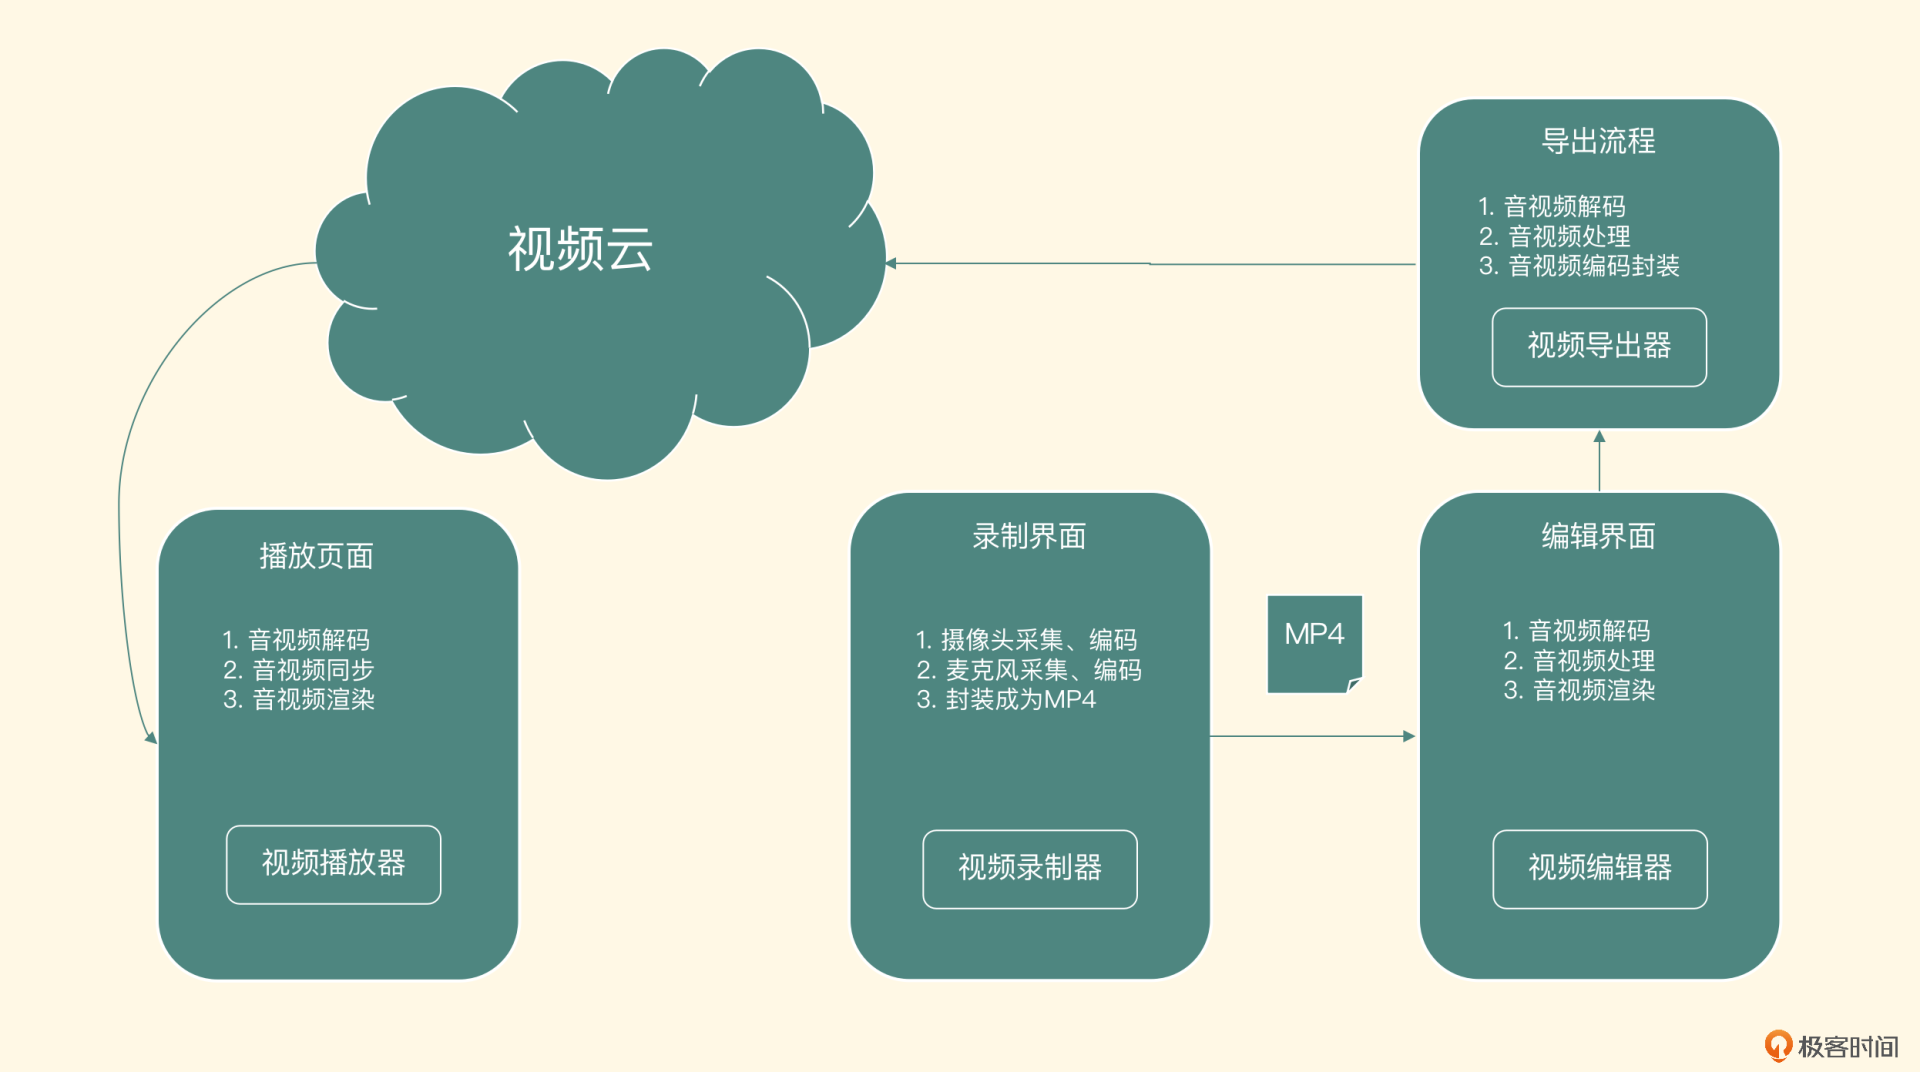 视频云
导出流程
1. 音视频解码
2. 音视频处理
3. 音视频编码封装
视频导出器
播放页面
1. 音视频解码
2. 音视频同步
3. 音视频渲染
视频播放器
录制界面
1. 摄像头采集、编码
2. 麦克风采集、编码
3. 封装成为MP4
视频录制器
MP4
编辑界面
1. 音视频解码
2. 音视频处理
3. 音视频渲染
视频编辑器
极客时间